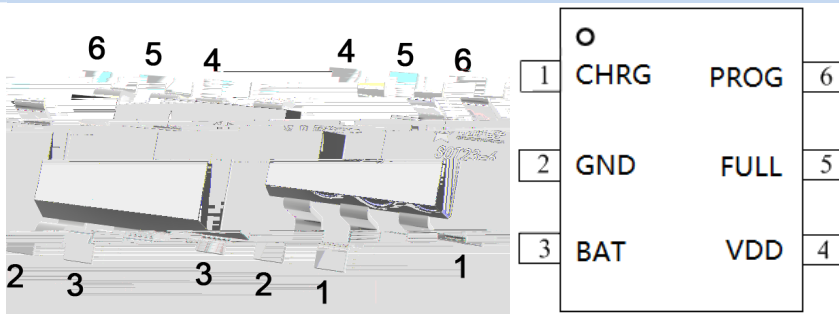 6 5 4 4 5 6
2 3 3 2 1 1
1 CHRG PROG 6
2 GND FULL 5
3 BAT VDD 4